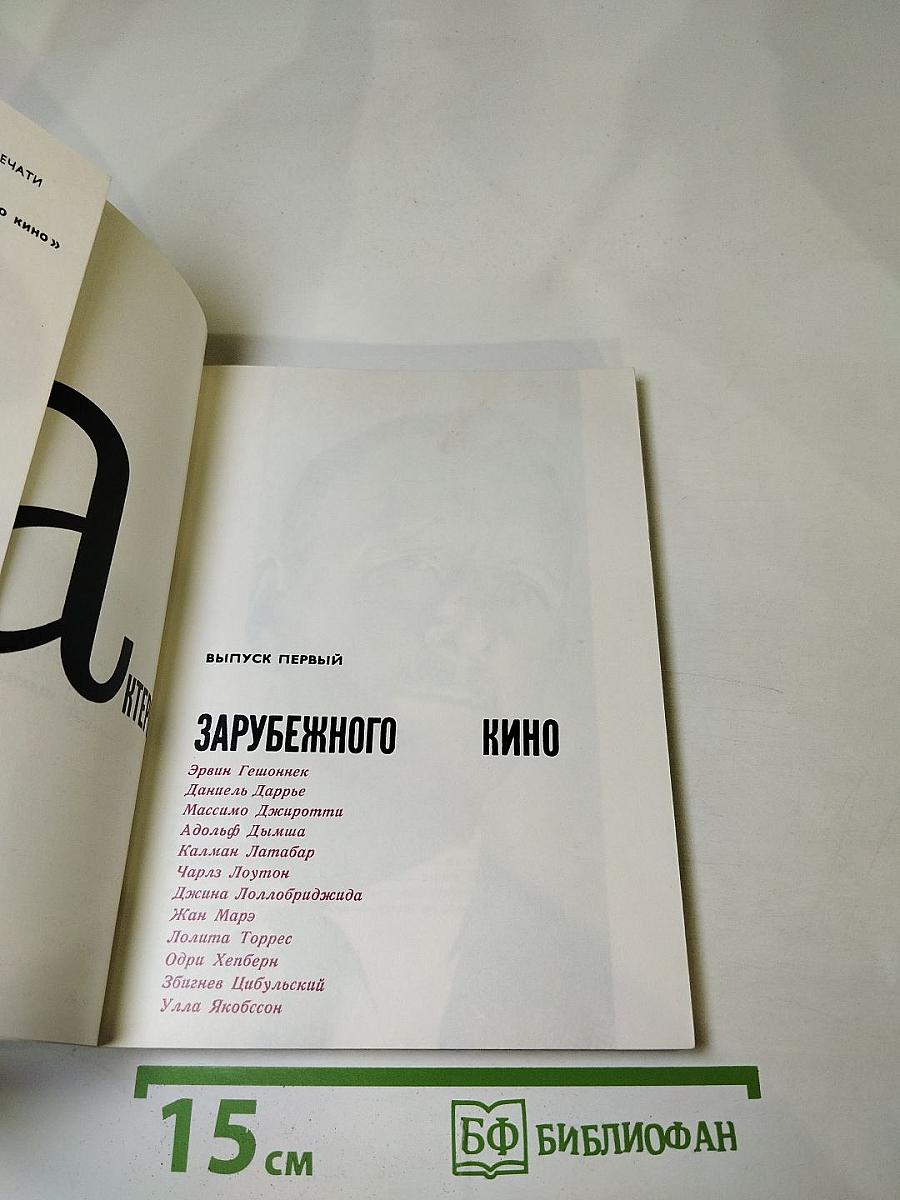 ЕЧАТИ
О КИНО»
а
КТЕР
ВЫПУСК ПЕРВЫЙ
ЗАРУБЕЖНОГО КИНО
Эрвин Гешоннек
Даниель Даррье
Массимо Джиротти
Адольф Дымша
Калман Латабар
Чарлз Лоутон
Джина Лоллобриджида
Жан Марэ
Лолита Торрес
Одри Хепберн
Збигнев Цибульский
Улла Якобссон
15 см
БФ БИБЛИОФАН